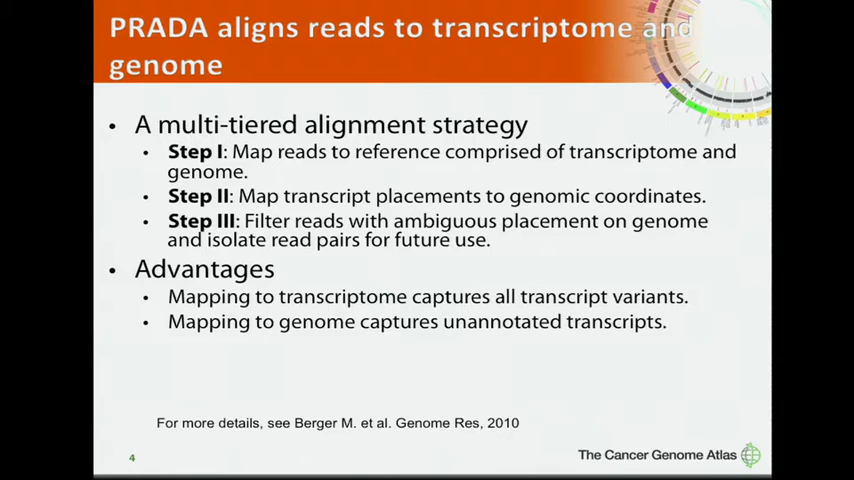 PRADA aligns reads to transcriptome and
genome
• A multi-tiered alignment strategy
• Step I: Map reads to reference comprised of transcriptome and
genome.
• Step II: Map transcript placements to genomic coordinates.
• Step III: Filter reads with ambiguous placement on genome
and isolate read pairs for future use.
• Advantages
• Mapping to transcriptome captures all transcript variants.
• Mapping to genome captures unannotated transcripts.
For more details, see Berger M. et al. Genome Res, 2010
4
The Cancer Genome Atlas